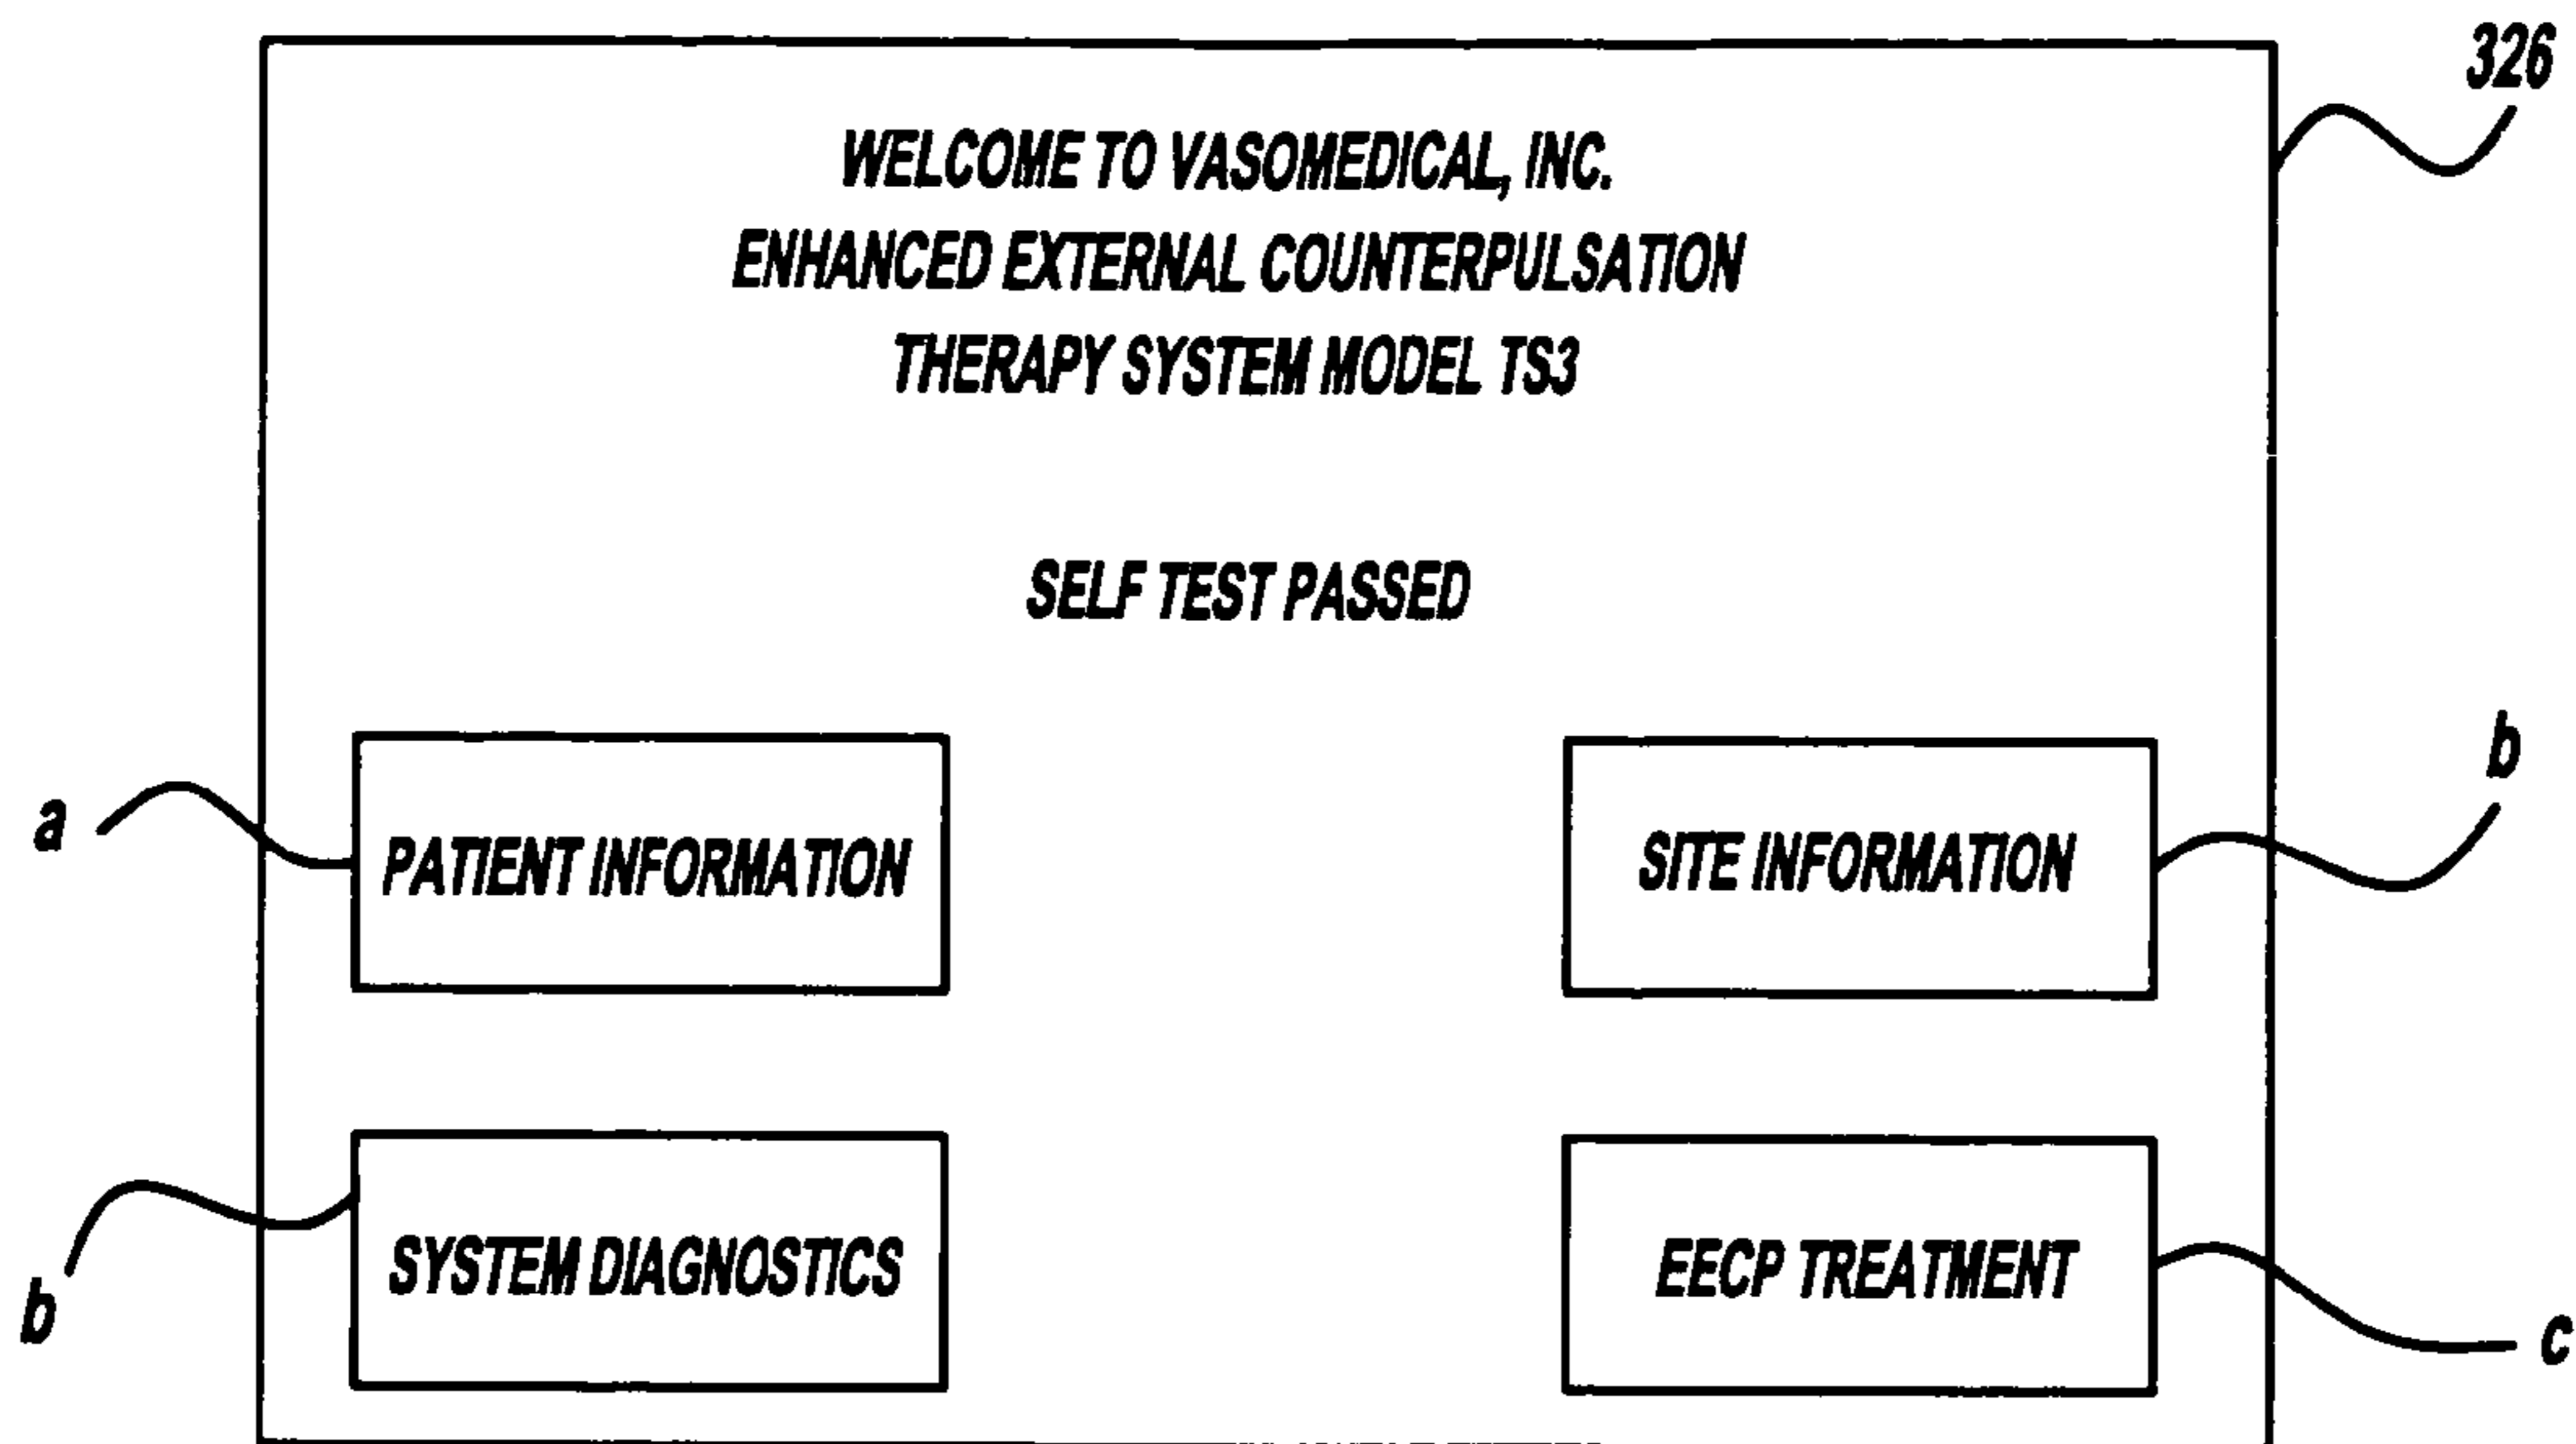 326
WELCOME TO VASOMEDICAL, INC.
ENHANCED EXTERNAL COUNTERPULSATION
THERAPY SYSTEM MODEL TS3
SELF TEST PASSED
a
PATIENT INFORMATION
SITE INFORMATION
b
b
SYSTEM DIAGNOSTICS
EECP TREATMENT
c